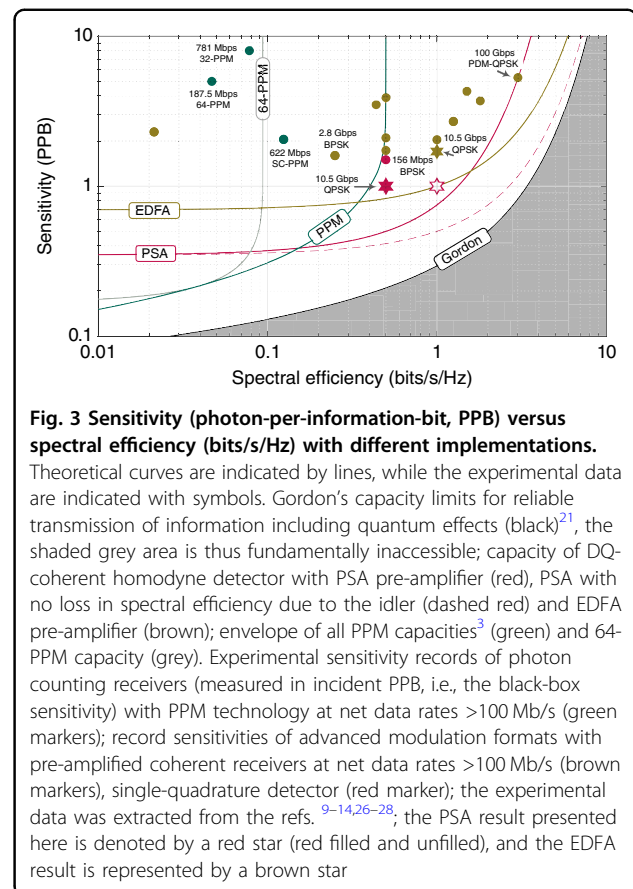 10
1
0.1
0.01
0.1
1
10
Sensitivity (PPB)
Spectral efficiency (bits/s/Hz)
781 Mbps
32-PPM
187.5 Mbps
64-PPM
64-PPM
622 Mbps
SC-PPM
2.8 Gbps
BPSK
10.5 Gbps
QPSK
156 Mbps
BPSK
10.5 Gbps
QPSK
100 Gbps
PDM-QPSK
EDFA
PSA
PPM
Gordon
Fig. 3 Sensitivity (photon-per-information-bit, PPB) versus
spectral efficiency (bits/s/Hz) with different implementations.
Theoretical curves are indicated by lines, while the experimental data
are indicated with symbols. Gordon's capacity limits for reliable
transmission of information including quantum effects (black)21, the
shaded grey area is thus fundamentally inaccessible; capacity of DQ-
coherent homodyne detector with PSA pre-amplifier (red), PSA with
no loss in spectral efficiency due to the idler (dashed red) and EDFA
pre-amplifier (brown); envelope of all PPM capacities3 (green) and 64-
PPM capacity (grey). Experimental sensitivity records of photon
counting receivers (measured in incident PPB, i.e., the black-box
sensitivity) with PPM technology at net data rates >100 Mb/s (green
markers); record sensitivities of advanced modulation formats with
pre-amplified coherent receivers at net data rates >100 Mb/s (brown
markers), single-quadrature detector (red marker); the experimental
data was extracted from the refs. 9–14,26–28; the PSA result presented
here is denoted by a red star (red filled and unfilled), and the EDFA
result is represented by a brown star